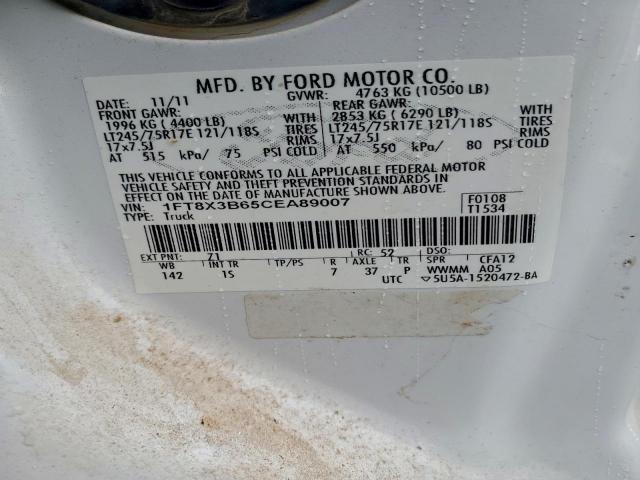 MFD. BY FORD MOTOR CO.
DATE: 11/11 GVWR: 4763 KG (10500 LB)
FRONT GAWR: REAR GAWR:
1996 KG ( 4400 LB) WITH 2853 KG ( 6290 LB) WITH
LT245/75R17E 121/118S TIRES LT245/75R17E 121/118S TIRES
17x7.5J RIMS 17x7.5J RIMS
AT 515 kPa/ 75 PSI COLD AT 550 kPa/ 80 PSI COLD
THIS VEHICLE CONFORMS TO ALL APPLICABLE FEDERAL MOTOR
VEHICLE SAFETY AND THEFT PREVENTION STANDARDS IN
EFFECT ON THE DATE OF MANUFACTURE SHOWN ABOVE.
VIN: 1FT8X3B65CEA89007 F0108
TYPE: Truck T1534
EXT PNT: Z1 RC: 52 DSO:
WB INT TR TP/PS R AXLE TR SPR CFA12
142 1S 7 37 P WWMM A05
UTC ▽5U5A-1520472-BA